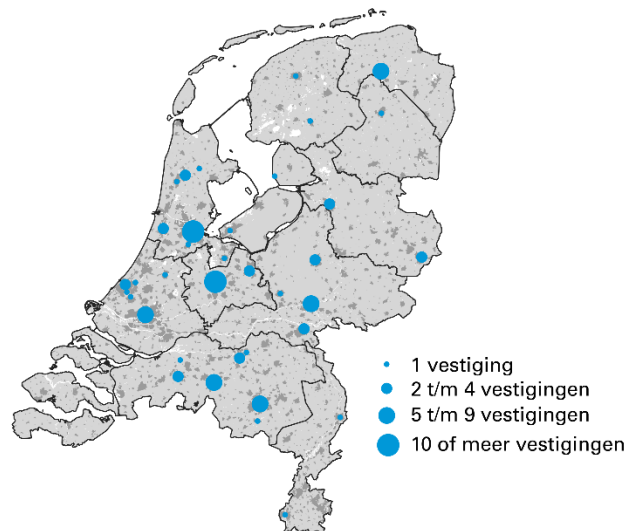 1 vestiging
2 t/m 4 vestigingen
5 t/m 9 vestigingen
10 of meer vestigingen